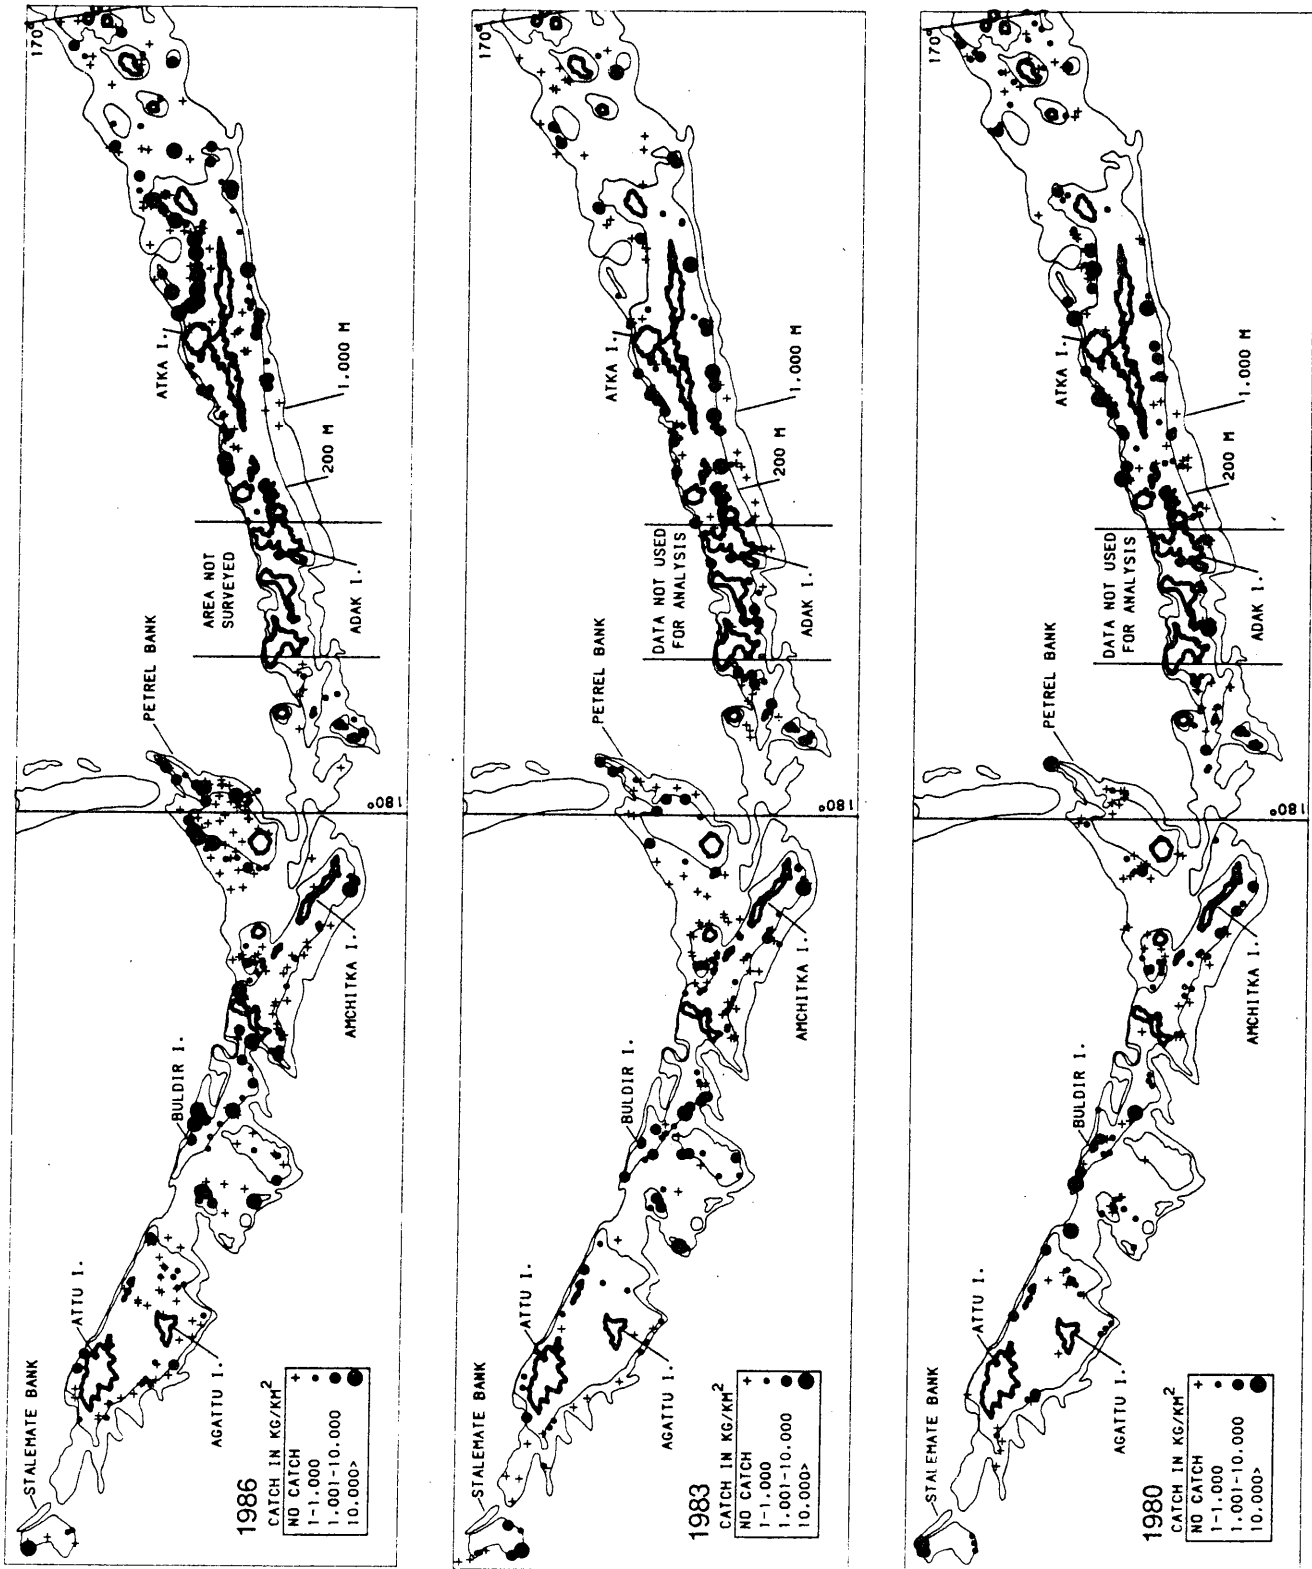 1986
CATCH IN KG/KM²
NO CATCH +
1-1.000
1.001-10.000
10.000>
STALEMATE BANK
ATTU I.
AGATTU I.
BULDIR I.
AMCHITKA I.
PETREL BANK
180°
AREA NOT
SURVEYED
ADAK I.
ATKA I.
200 M
1.000 M
170°
1983
CATCH IN KG/KM²
NO CATCH +
1-1.000
1.001-10.000
10.000>
STALEMATE BANK
ATTU I.
AGATTU I.
BULDIR I.
AMCHITKA I.
PETREL BANK
180°
DATA NOT USED
FOR ANALYSIS
ADAK I.
ATKA I.
200 M
1.000 M
170°
1980
CATCH IN KG/KM²
NO CATCH +
1-1.000
1.001-10.000
10.000>
STALEMATE BANK
ATTU I.
AGATTU I.
BULDIR I.
AMCHITKA I.
PETREL BANK
180°
DATA NOT USED
FOR ANALYSIS
ADAK I.
ATKA I.
200 M
1.000 M
170°